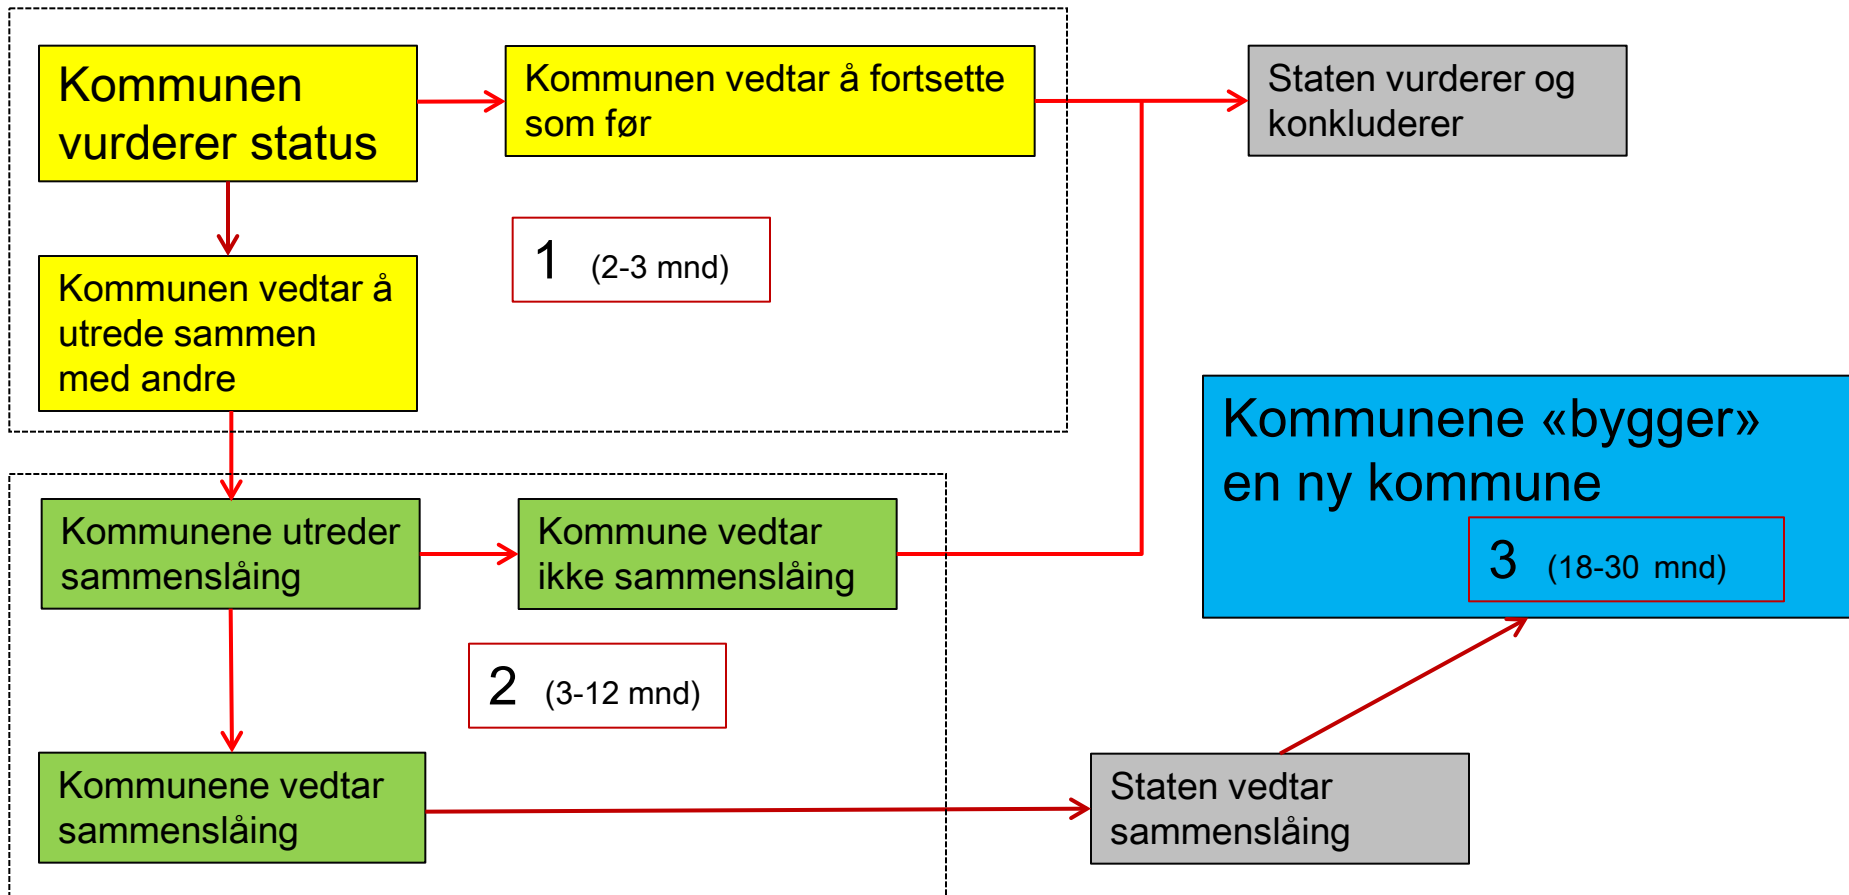 Kommunen
vurderer status
Kommunen vedtar å fortsette
som før
Staten vurderer og
konkluderer
1 (2-3 mnd)
Kommunen vedtar å
utrede sammen
med andre
Kommunene «bygger»
en ny kommune
3 (18-30 mnd)
Kommunene utreder
sammenslåing
Kommune vedtar
ikke sammenslåing
2 (3-12 mnd)
Kommunene vedtar
sammenslåing
Staten vedtar
sammenslåing